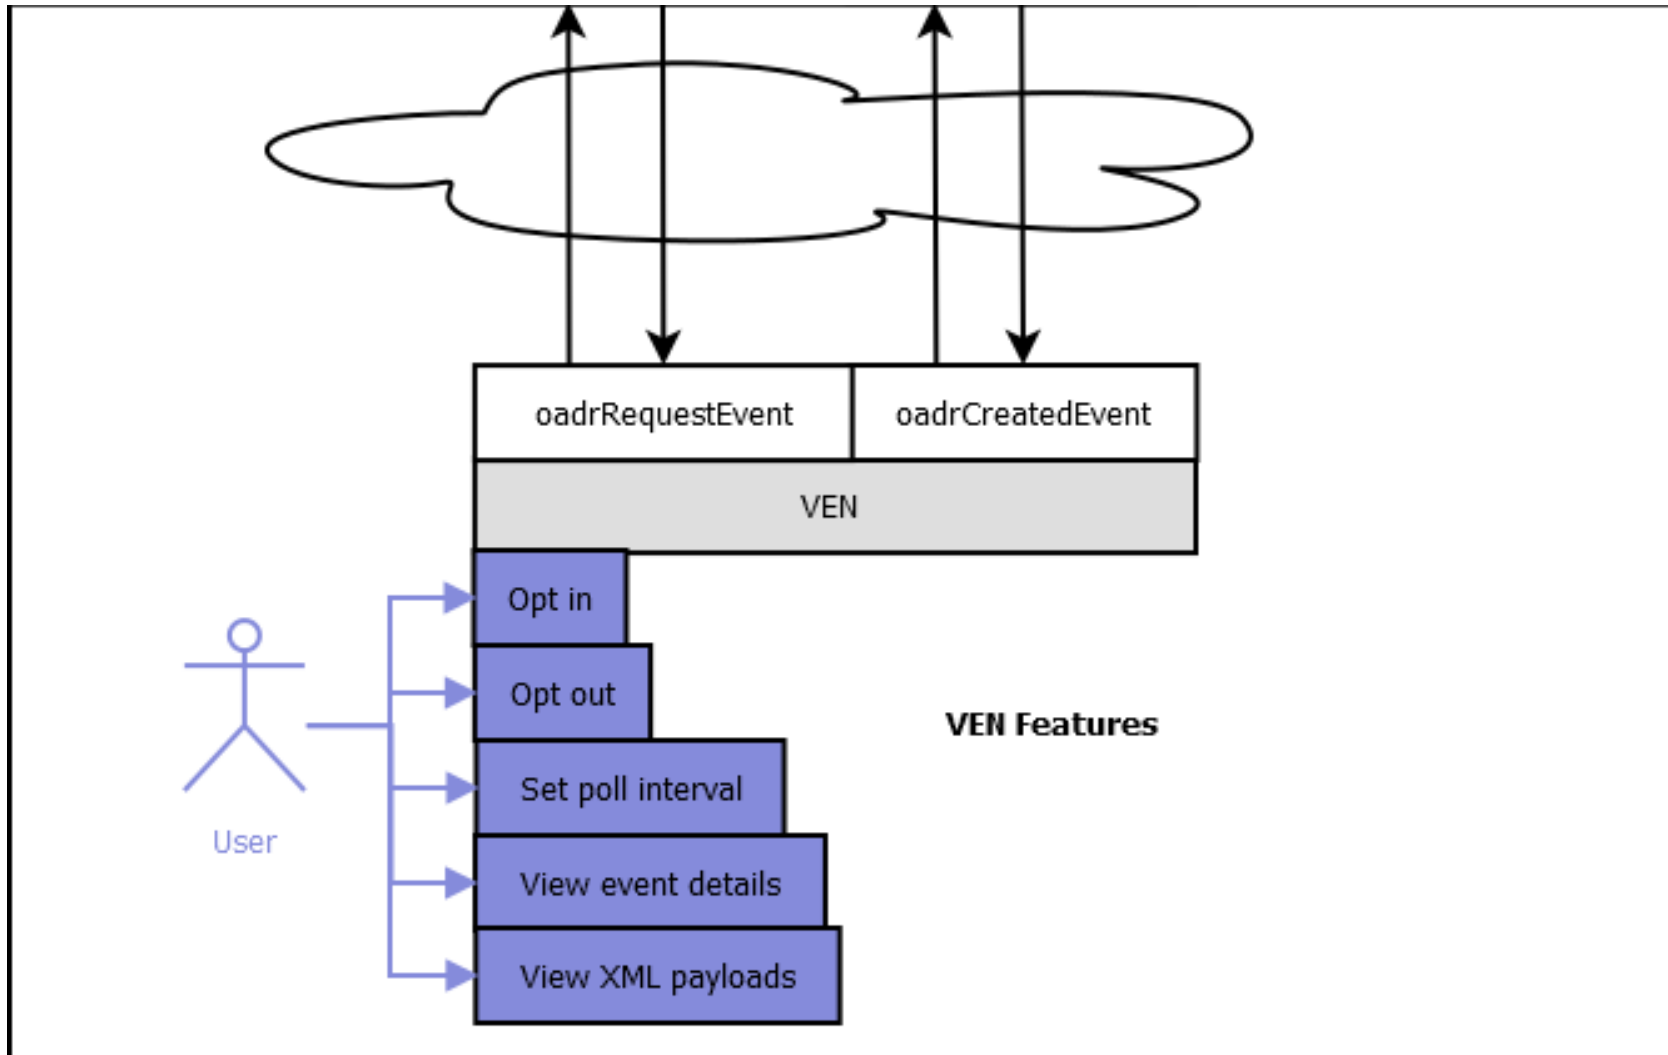 oadrRequestEvent
oadrCreatedEvent
VEN
Opt in
Opt out
VEN Features
Set poll interval
User
View event details
View XML payloads